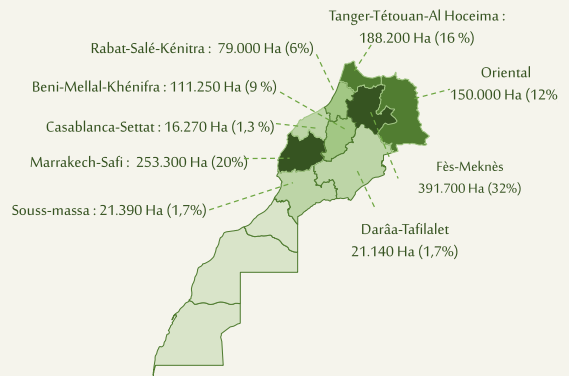 Tanger-Tétouan-Al Hoceima :
188.200 Ha (16 %)
Rabat-Salé-Kénitra : 79.000 Ha (6%)
Oriental
150.000 Ha (12%
Beni-Mellal-Khénifra : 111.250 Ha (9 %)
Casablanca-Settat : 16.270 Ha (1,3 %)
Marrakech-Safi : 253.300 Ha (20%)
Fès-Meknès
391.700 Ha (32%)
Souss-massa : 21.390 Ha (1,7%)
Darâa-Tafilalet
21.140 Ha (1,7%)